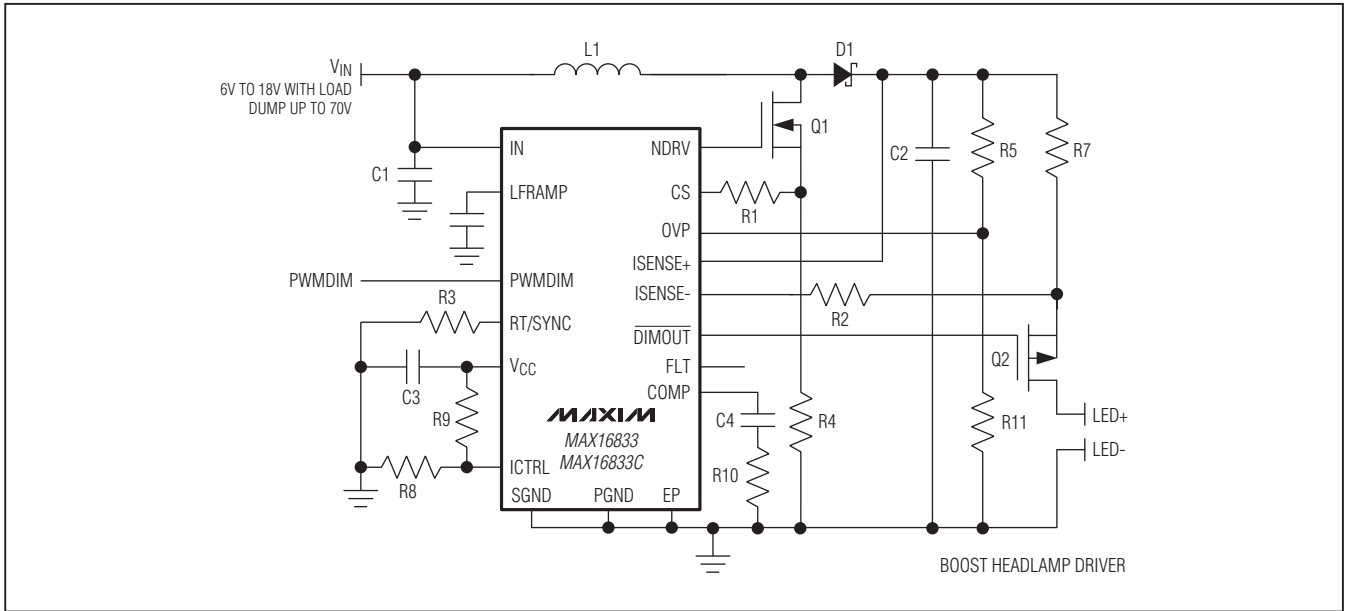 L1
D1
VIN
6V TO 18V WITH LOAD
DUMP UP TO 70V
Q1
IN
NDRV
C2
R5
R7
C1
LFRAMP
CS
R1
OVP
ISENSE+
PWMDIM
PWMDIM
ISENSE-
R3
R2
RT/SYNC
DIMOUT
Q2
VCC
FLT
C3
COMP
R9
MAXIM
C4
R4
R11
LED+
MAX16833
LED-
MAX16833C
ICTRL
R10
R8
SGND
PGND
EP
BOOST HEADLAMP DRIVER